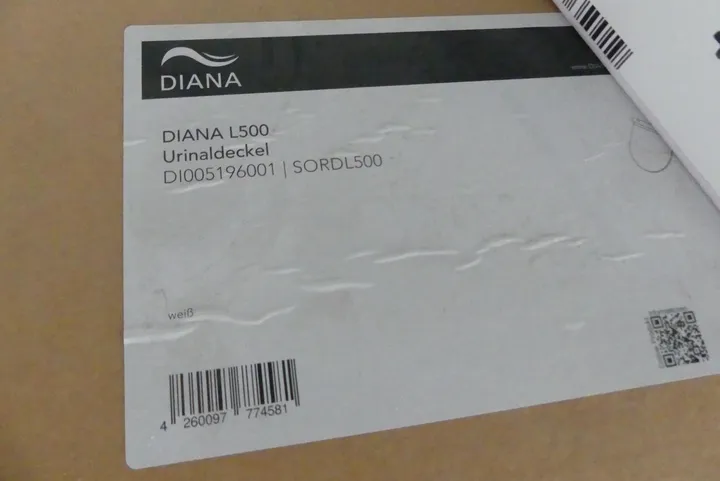 DIANA
DIANA L500
Urinaldeckel
DI005196001 | SORDL500
weiß
4 260097 774581